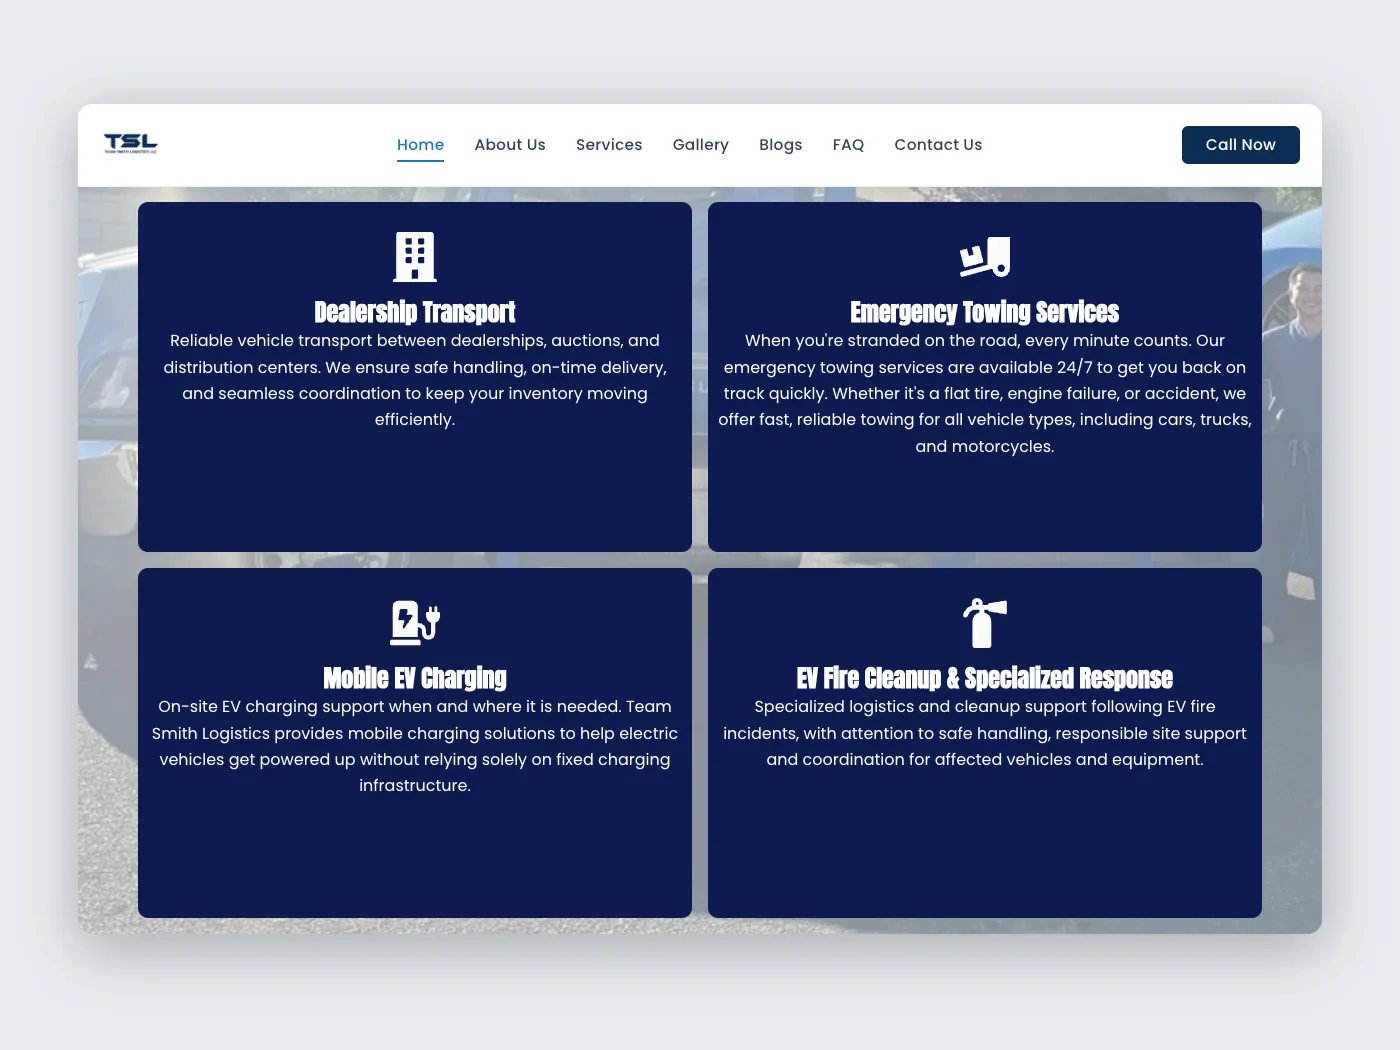 TSL
TEAM SMITH LOGISTICS LLC
Home
About Us
Services
Gallery
Blogs
FAQ
Contact Us
Call Now
Dealership Transport
Reliable vehicle transport between dealerships, auctions, and
distribution centers. We ensure safe handling, on-time delivery,
and seamless coordination to keep your inventory moving
efficiently.
Emergency Towing Services
When you're stranded on the road, every minute counts. Our
emergency towing services are available 24/7 to get you back on
track quickly. Whether it's a flat tire, engine failure, or accident, we
offer fast, reliable towing for all vehicle types, including cars, trucks,
and motorcycles.
Mobile EV Charging
On-site EV charging support when and where it is needed. Team
Smith Logistics provides mobile charging solutions to help electric
vehicles get powered up without relying solely on fixed charging
infrastructure.
EV Fire Cleanup & Specialized Response
Specialized logistics and cleanup support following EV fire
incidents, with attention to safe handling, responsible site support
and coordination for affected vehicles and equipment.